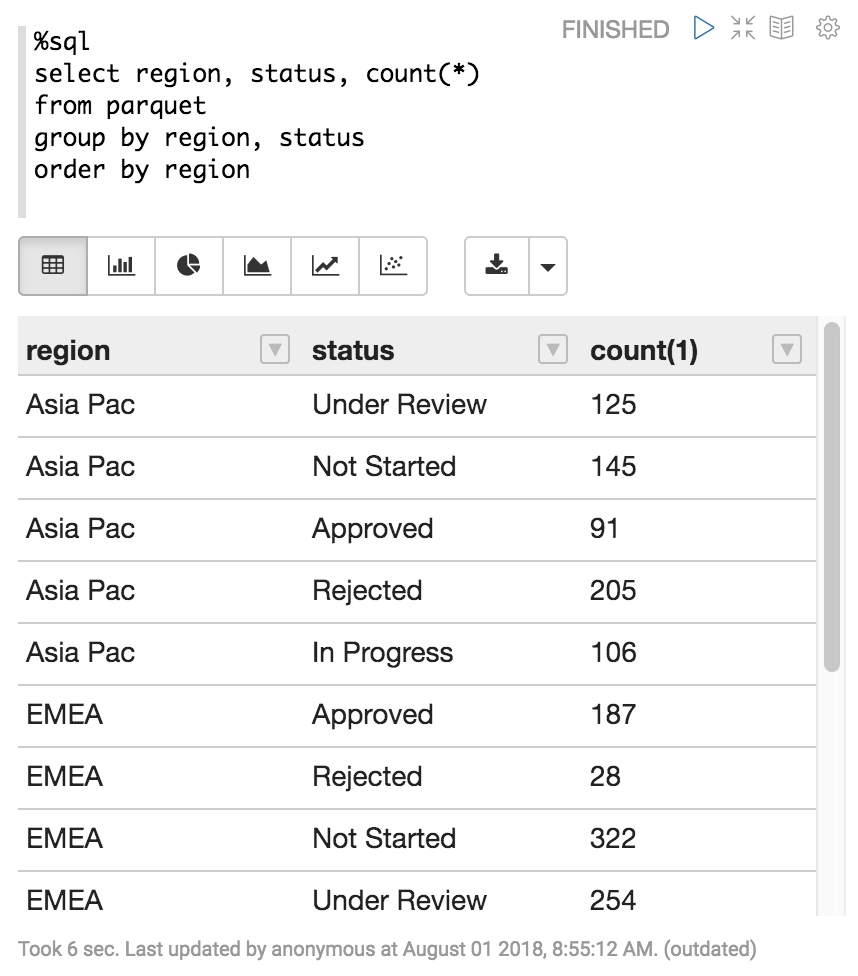 FINISHED
%sql
select region, status, count(*)
from parquet
group by region, status
order by region
region status count(1)
Asia Pac Under Review 125
Asia Pac Not Started 145
Asia Pac Approved 91
Asia Pac Rejected 205
Asia Pac In Progress 106
EMEA Approved 187
EMEA Rejected 28
EMEA Not Started 322
EMEA Under Review 254
Took 6 sec. Last updated by anonymous at August 01 2018, 8:55:12 AM. (outdated)